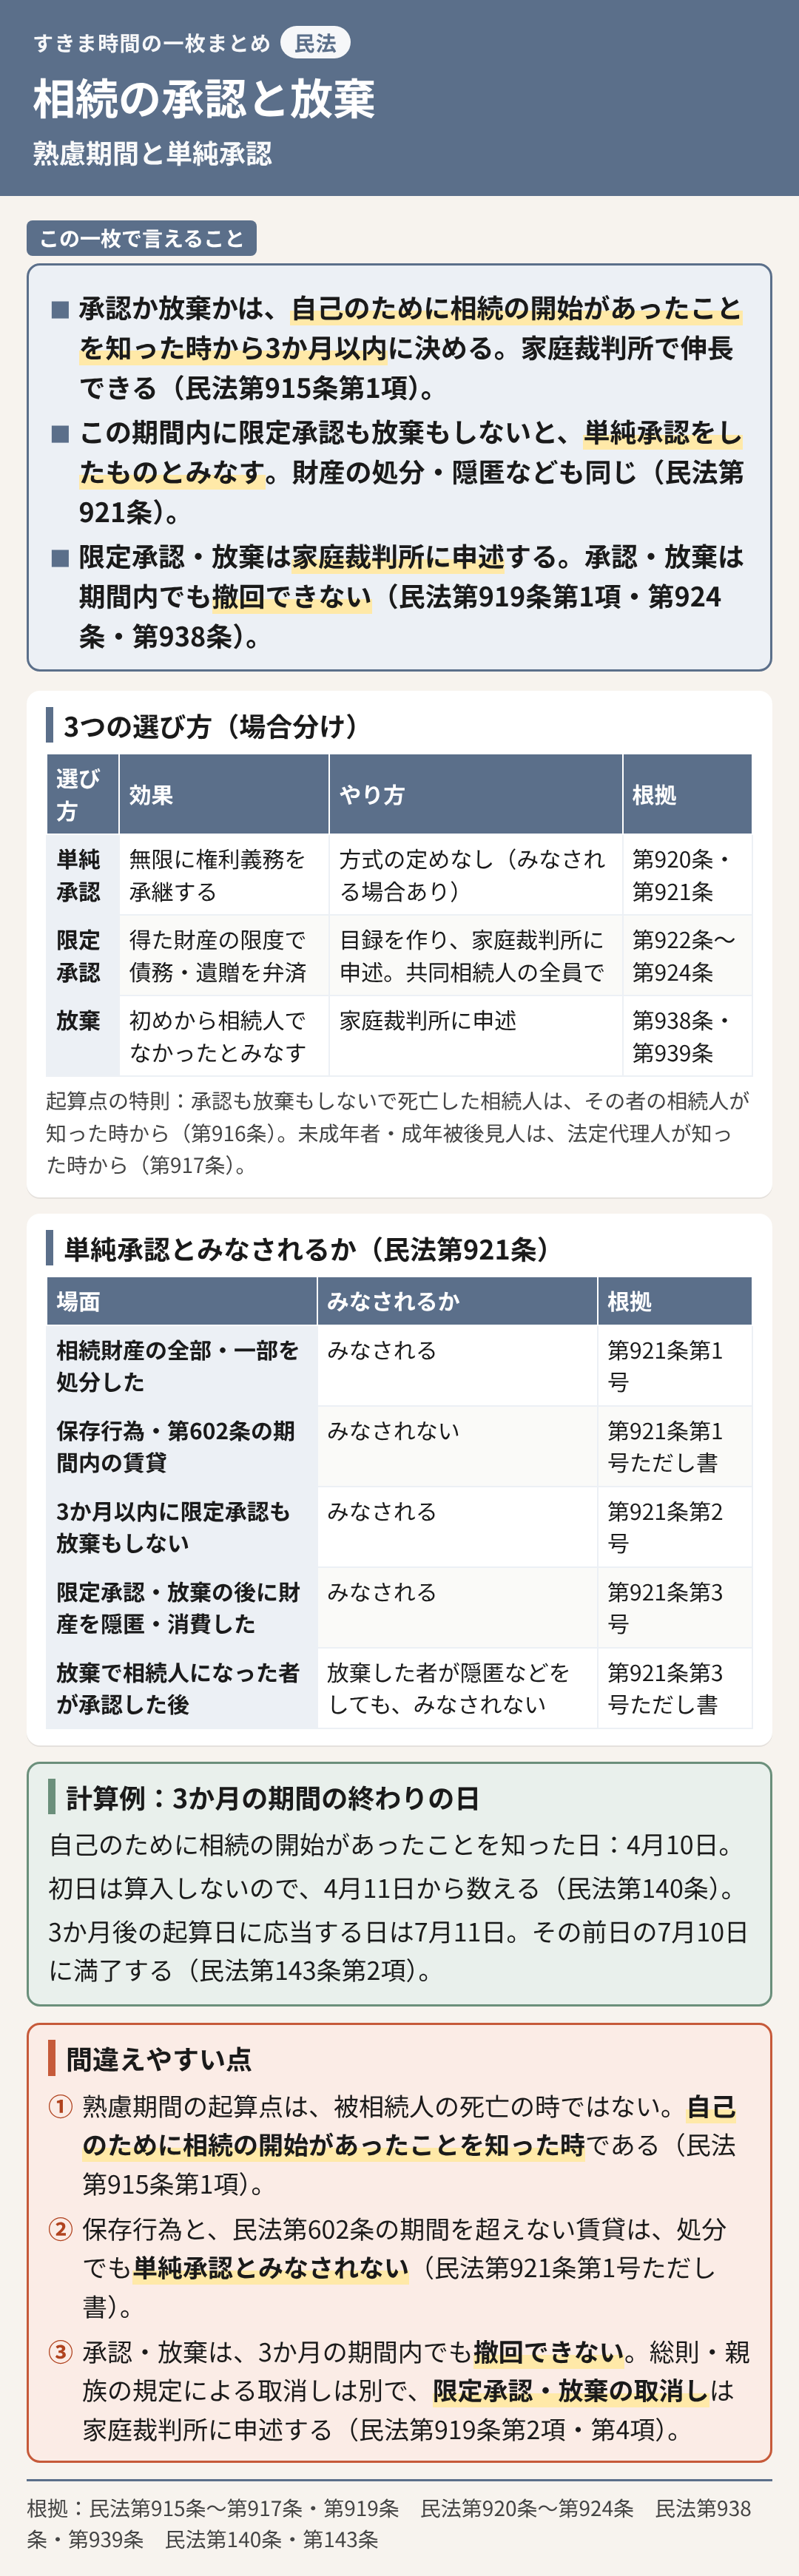 すきま時間の一枚まとめ 民法
相続の承認と放棄
熟慮期間と単純承認
この一枚で言えること
■ 承認か放棄かは、自己のために相続の開始があったこと
を知った時から3か月以内に決める。家庭裁判所で伸長
できる（民法第915条第1項）。
■ この期間内に限定承認も放棄もしないと、単純承認をし
たものとみなす。財産の処分・隠匿なども同じ（民法第
921条）。
■ 限定承認・放棄は家庭裁判所に申述する。承認・放棄は
期間内でも撤回できない（民法第919条第1項・第924
条・第938条）。
3つの選び方（場合分け）
選び
方 効果 やり方 根拠
単純 無限に権利義務を 方式の定めなし（みなされ 第920条・
承認 承継する る場合あり） 第921条
限定 得た財産の限度で 目録を作り、家庭裁判所に 第922条〜
承認 債務・遺贈を弁済 申述。共同相続人の全員で 第924条
放棄 初めから相続人で 家庭裁判所に申述 第938条・
なかったとみなす 第939条
起算点の特則：承認も放棄もしないで死亡した相続人は、その者の相続人が
知った時から（第916条）。未成年者・成年被後見人は、法定代理人が知っ
た時から（第917条）。
単純承認とみなされるか（民法第921条）
場面 みなされるか 根拠
相続財産の全部・一部を みなされる 第921条第1
処分した 号
保存行為・第602条の期 みなされない 第921条第1
間内の賃貸 号ただし書
3か月以内に限定承認も みなされる 第921条第2
放棄もしない 号
限定承認・放棄の後に財 みなされる 第921条第3
産を隠匿・消費した 号
放棄で相続人になった者 放棄した者が隠匿などを 第921条第3
が承認した後 しても、みなされない 号ただし書
計算例：3か月の期間の終わりの日
自己のために相続の開始があったことを知った日：4月10日。
初日は算入しないので、4月11日から数える（民法第140条）。
3か月後の起算日に応当する日は7月11日。その前日の7月10日
に満了する（民法第143条第2項）。
間違えやすい点
① 熟慮期間の起算点は、被相続人の死亡の時ではない。自己
のために相続の開始があったことを知った時である（民法
第915条第1項）。
② 保存行為と、民法第602条の期間を超えない賃貸は、処分
でも単純承認とみなされない（民法第921条第1号ただし
書）。
③ 承認・放棄は、3か月の期間内でも撤回できない。総則・親
族の規定による取消しは別で、限定承認・放棄の取消しは
家庭裁判所に申述する（民法第919条第2項・第4項）。
根拠：民法第915条〜第917条・第919条　民法第920条〜第924条　民法第938
条・第939条　民法第140条・第143条